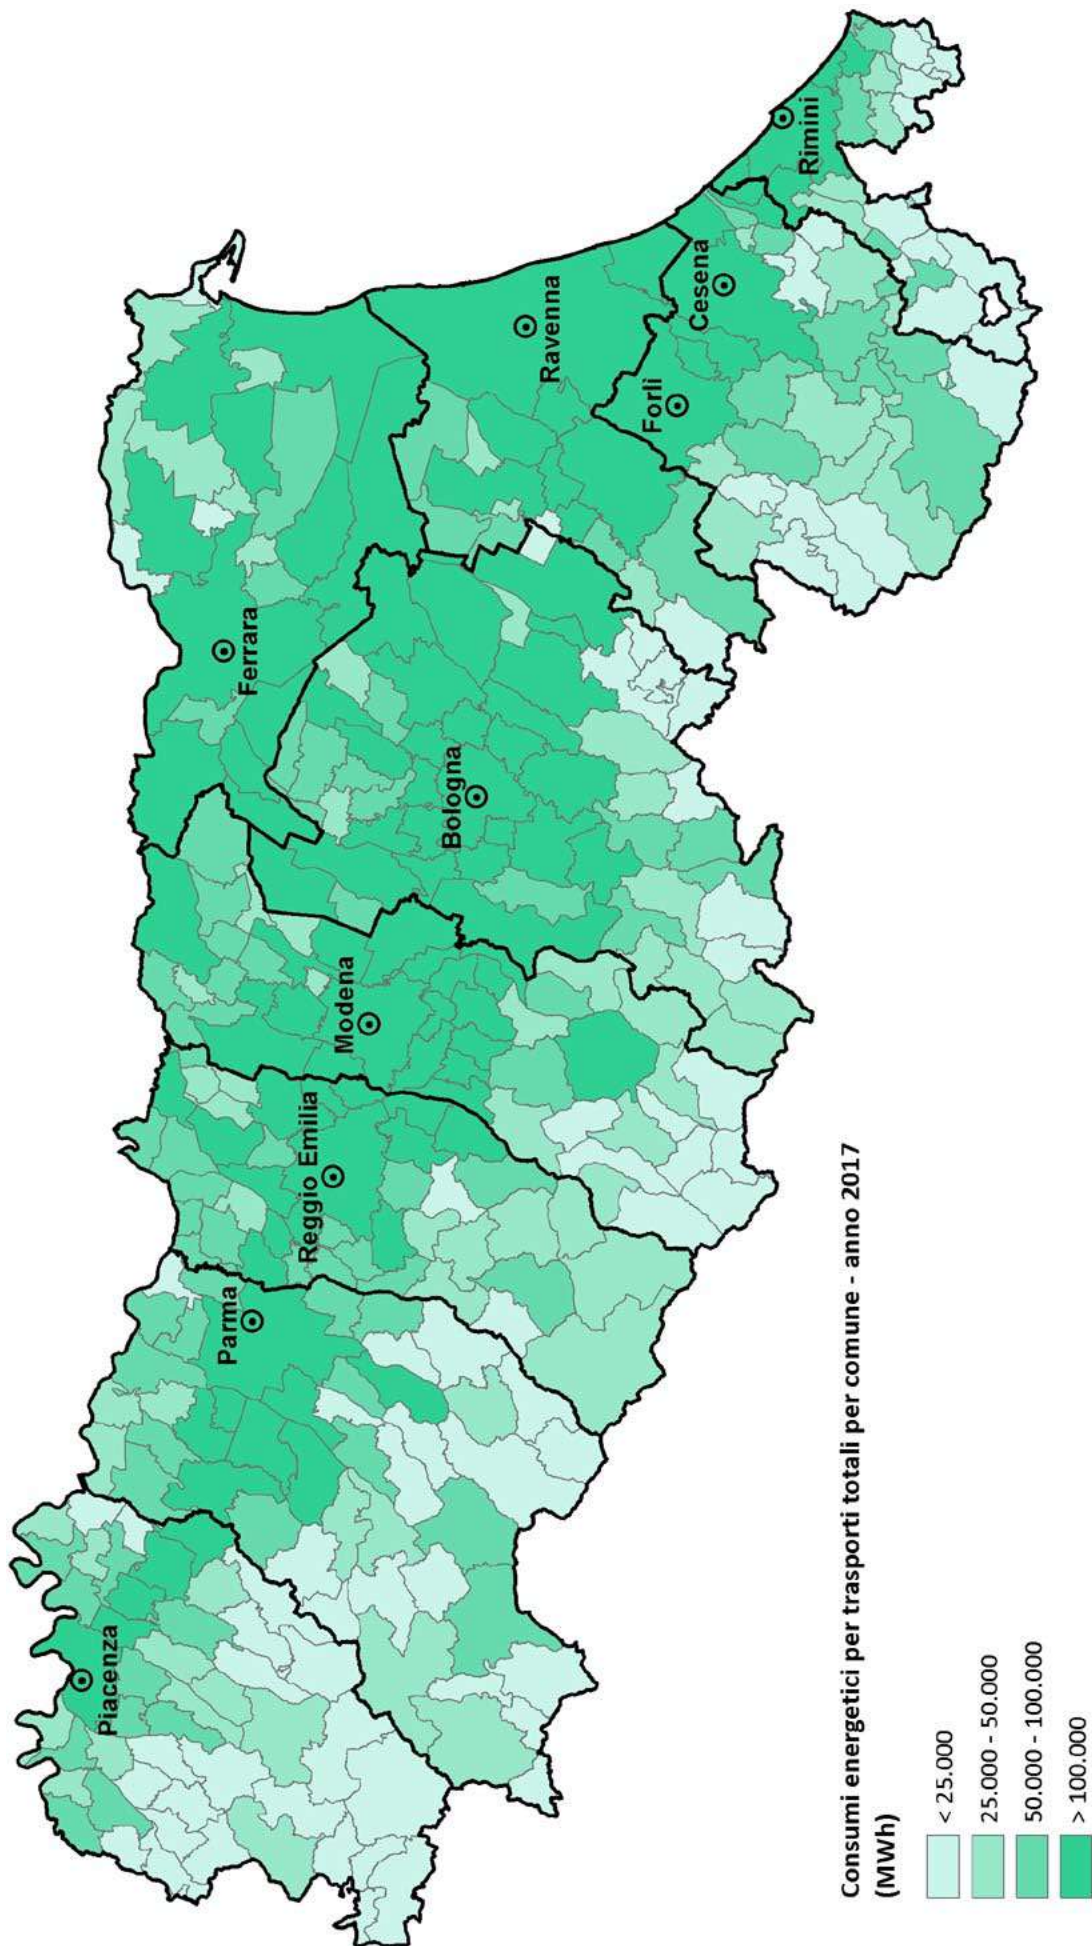 Piacenza
Parma
Reggio Emilia
Modena
Bologna
Ferrara
Ravenna
Forlì
Cesena
Rimini
Consumi energetici per trasporti totali per comune - anno 2017
(MWh)
< 25.000
25.000 - 50.000
50.000 - 100.000
> 100.000